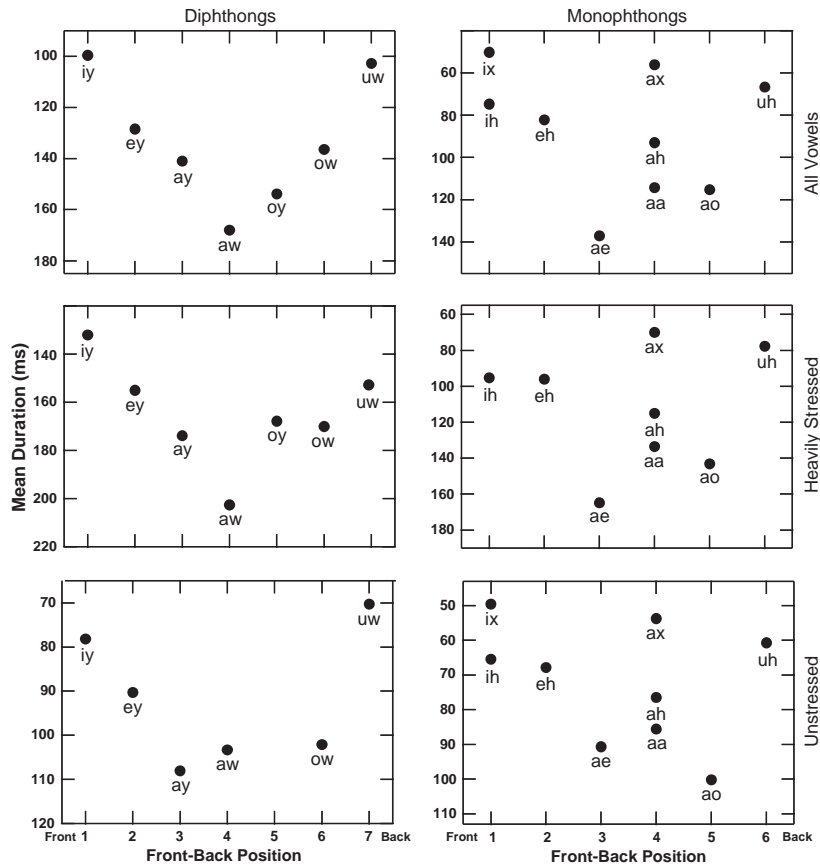 Diphthongs
Monophthongs
100
120
140
160
180
iy
ey
ay
aw
oy
ow
uw
60
80
100
120
140
ix
ih
eh
ae
ax
ah
aa
ao
uh
All Vowels
Mean Duration (ms)
140
160
180
200
220
iy
ey
ay
aw
oy
ow
uw
60
80
100
120
140
160
180
ih
eh
ae
ax
ah
aa
ao
uh
Heavily Stressed
70
80
90
100
110
120
iy
ey
ay
aw
ow
uw
Front 1 2 3 4 5 6 7 Back
Front-Back Position
50
60
70
80
90
100
110
ix
ih
eh
ae
ax
ah
aa
ao
uh
Unstressed
Front 1 2 3 4 5 6 Back
Front-Back Position